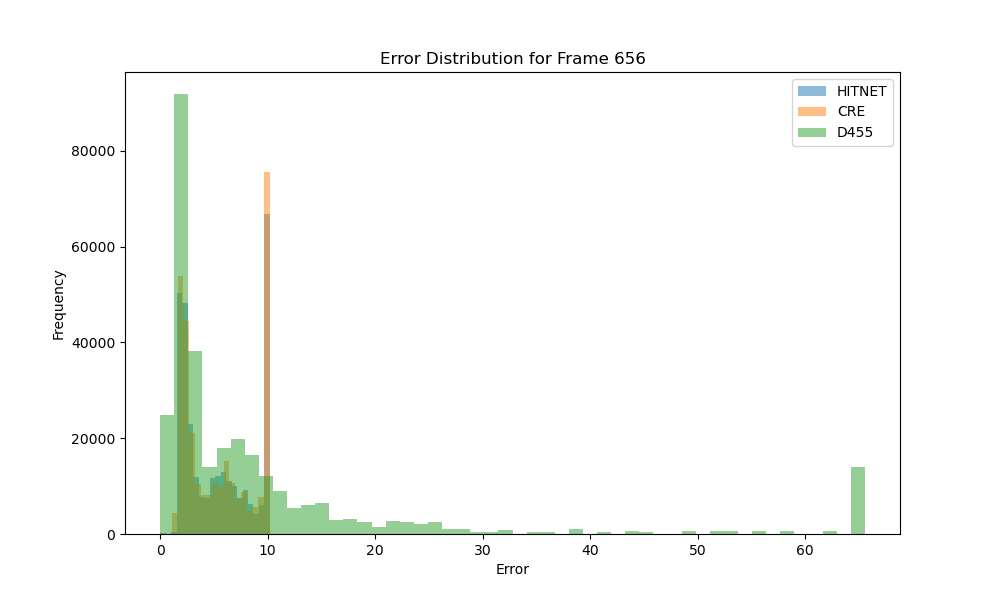 Error Distribution for Frame 656
HITNET
CRE
D455
80000
60000
40000
20000
0
Frequency
0 10 20 30 40 50 60
Error